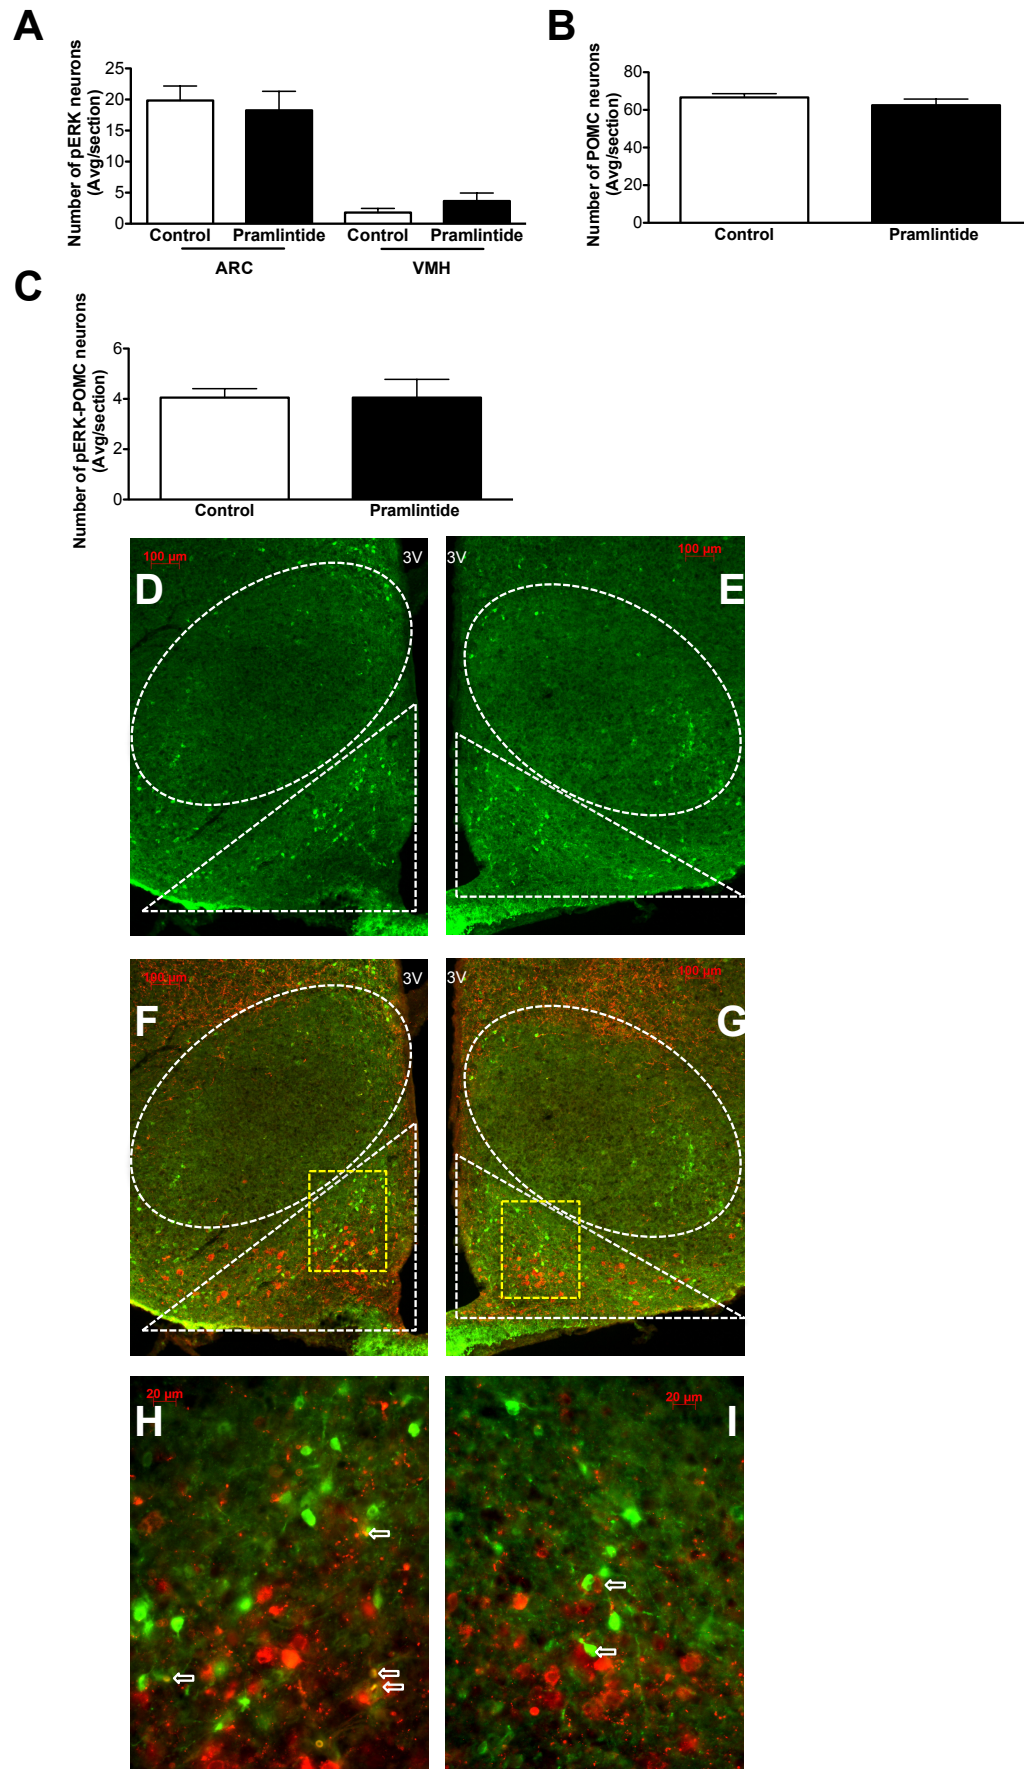 A
Number of pERK neurons
(Avg/section)
25
20
15
10
5
0
Control Pramlintide Control Pramlintide
ARC VMH
B
Number of POMC neurons
(Avg/section)
80
60
40
20
0
Control Pramlintide
C
Number of pERK-POMC neurons
(Avg/section)
6
4
2
0
Control Pramlintide
100 µm
3V
D
3V
100 µm
E
100 µm
3V
F
3V
100 µm
G
20 µm
H
20 µm
I